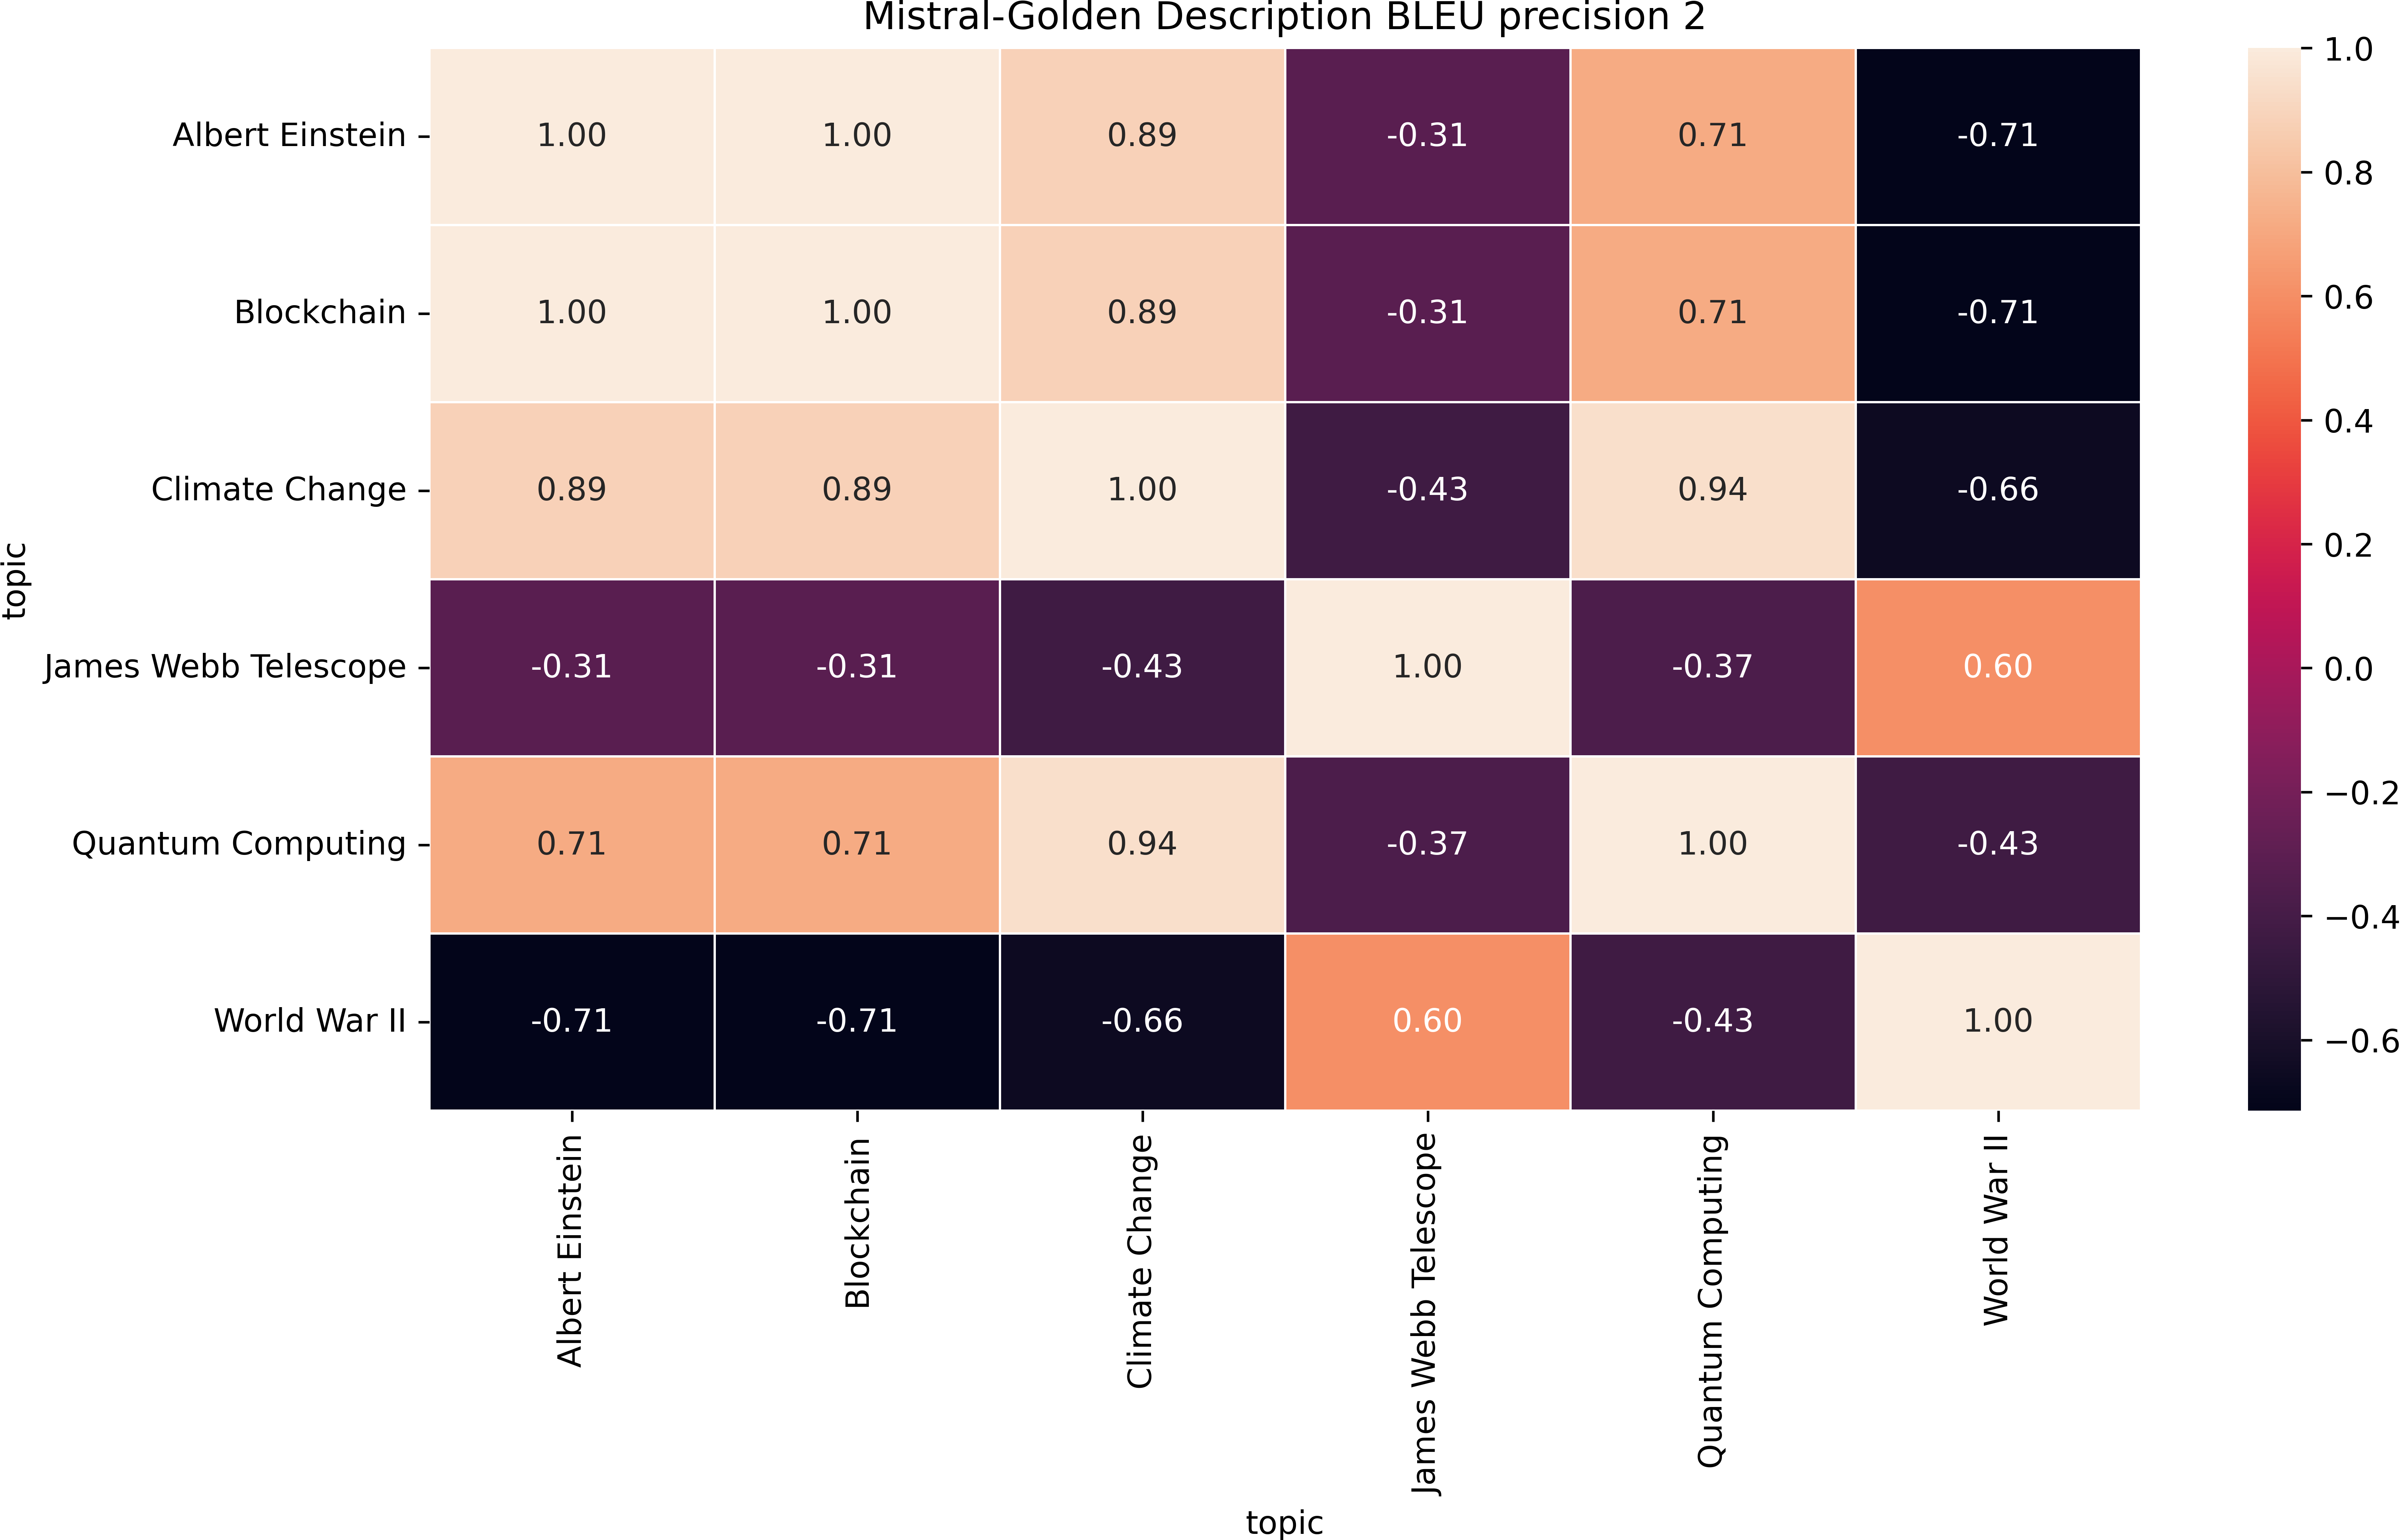 Mistral-Golden Description BLEU precision 2
Albert Einstein 1.00 1.00 0.89 -0.31 0.71 -0.71
Blockchain 1.00 1.00 0.89 -0.31 0.71 -0.71
Climate Change 0.89 0.89 1.00 -0.43 0.94 -0.66
James Webb Telescope -0.31 -0.31 -0.43 1.00 -0.37 0.60
Quantum Computing 0.71 0.71 0.94 -0.37 1.00 -0.43
World War II -0.71 -0.71 -0.66 0.60 -0.43 1.00
topic
Albert Einstein
Blockchain
Climate Change
James Webb Telescope
Quantum Computing
World War II
topic
1.0
0.8
0.6
0.4
0.2
0.0
−0.2
−0.4
−0.6